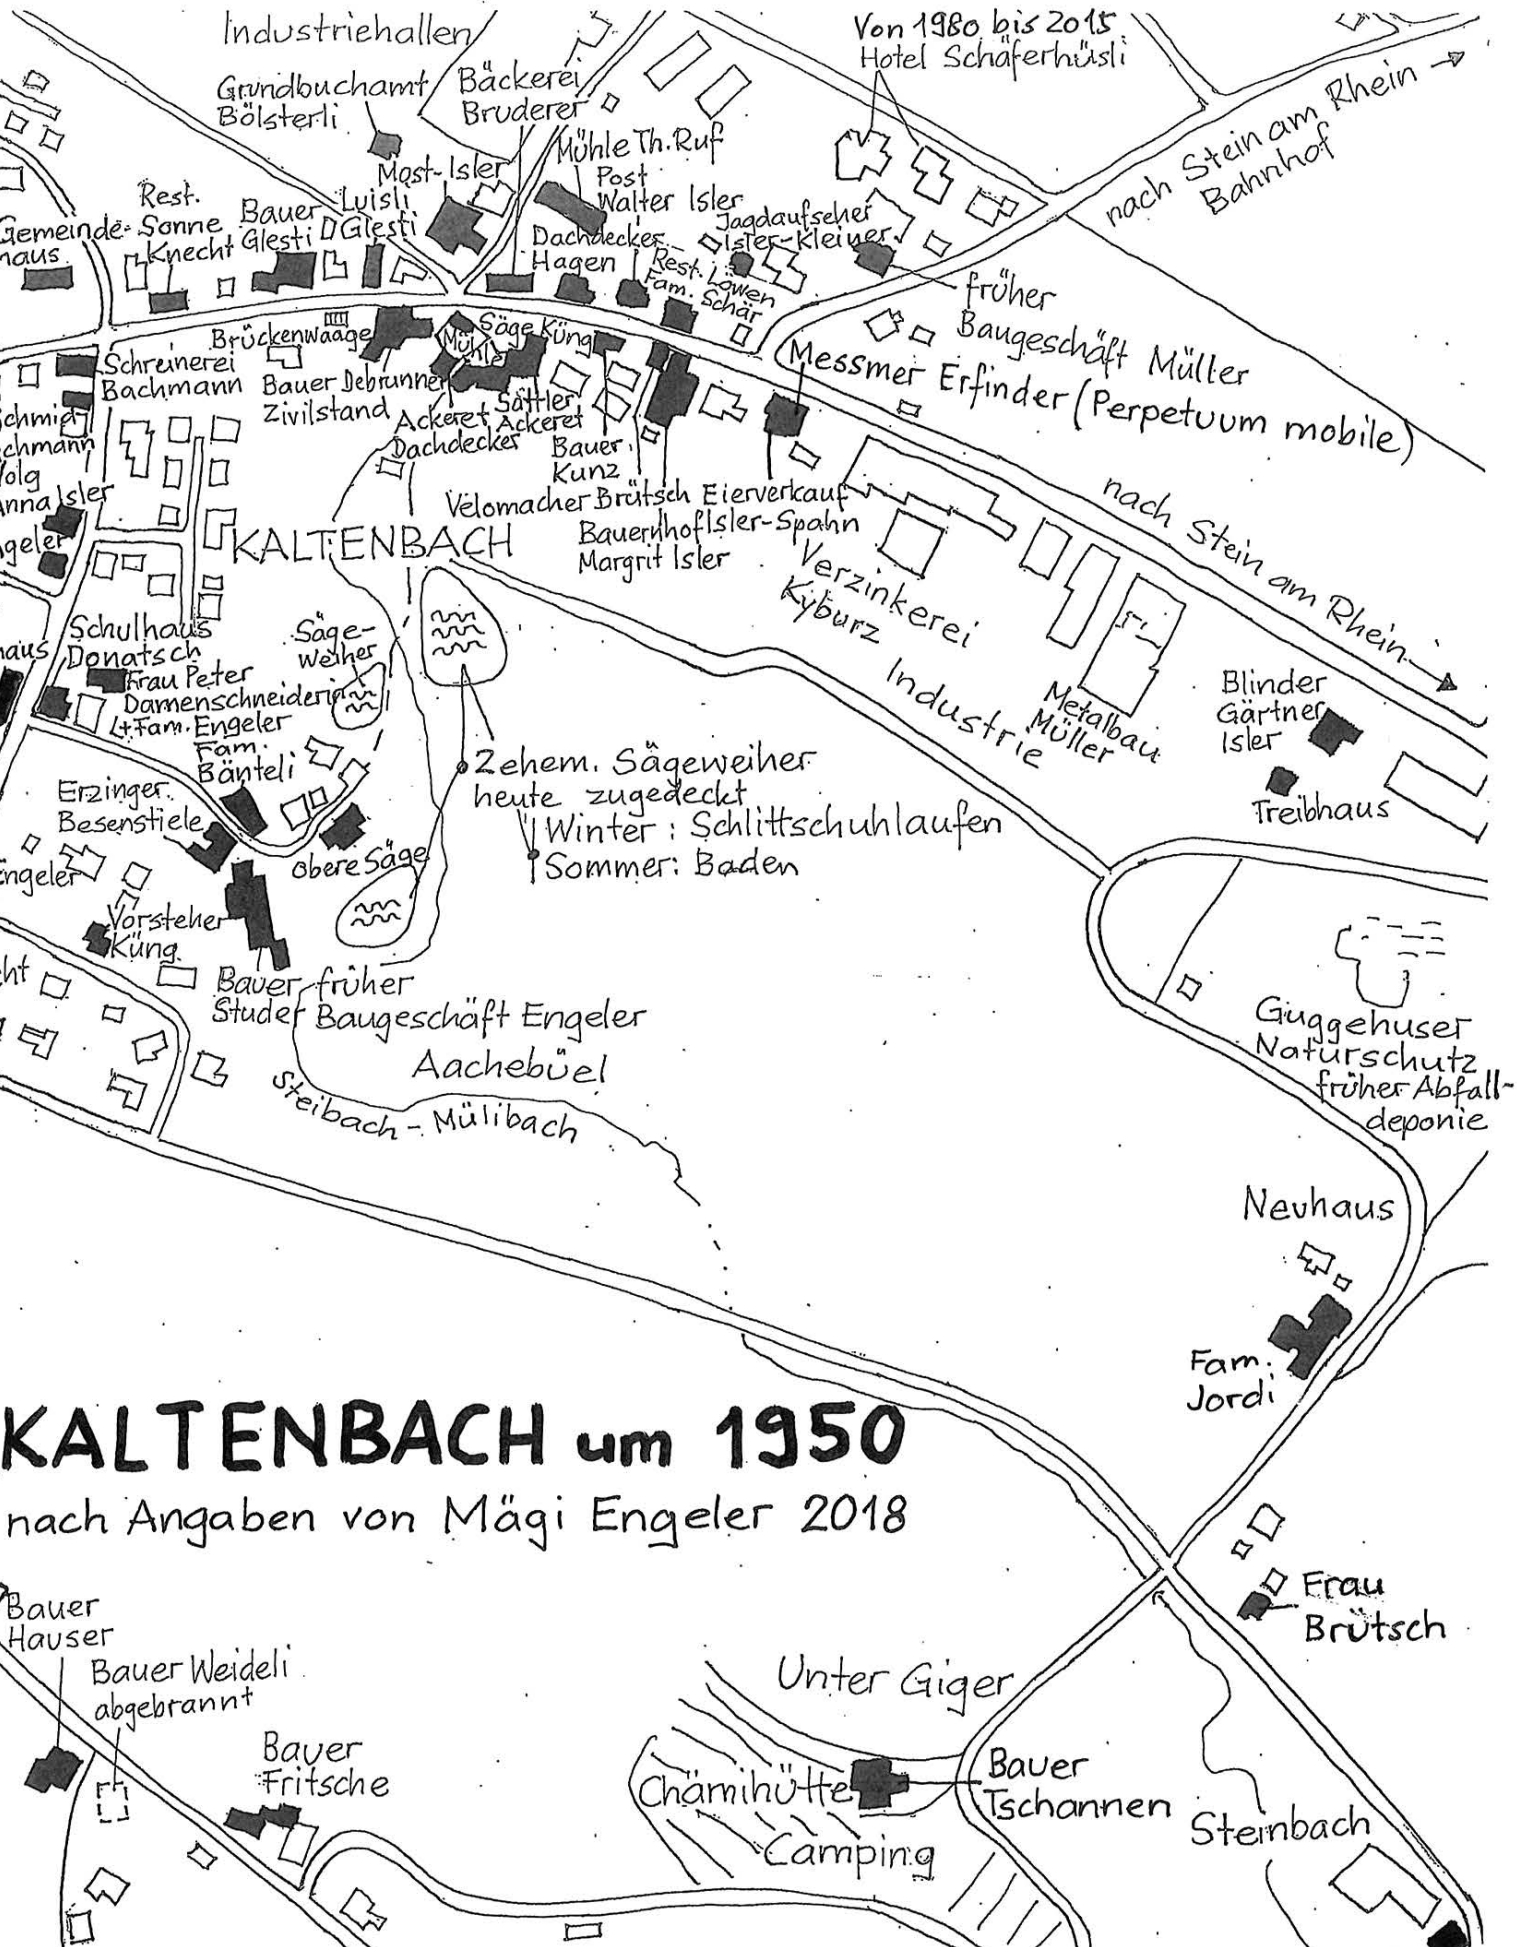 Industriehallen
Von 1980 bis 2015
Hotel Schäferhüsli
Grundbuchamt
Bölsterli
Bäckerei
Bruderer
nach Stein am Rhein
Bahnhof
Mühle Th. Ruf
Post
Walter Isler
Most-Isler
Rest.
Sonne
Knecht
Bauer
Glesti
Luisli
Glesti
Gemeinde-
haus
Dachdecker
Hagen
Jagdaufseher
Isler-Kleiner
Rest. Löwen
Fam. Schär
früher
Baugeschäft Müller
Brückenwaage
Säge Küng
Mühle
Messmer Erfinder (Perpetuum mobile)
Schreinerei
Bachmann
Bauer Debrunner
Zivilstand
Ackeret
Dachdecker
Sattler
Ackeret
Bauer
Kunz
Velomacher Brütsch
Eierverkauf
Isler-Spahn
Bauernhof
Margrit Isler
Anna Isler
KALTENBACH
nach Stein am Rhein
Verzinkerei
Kyburz
Industrie
Metalbau
Müller
Blinder
Gärtner
Isler
Treibhaus
Schulhaus
Donatsch
Frau Peter
Damenschneiderin
+ Fam. Engeler
Säge-
weiher
Fam.
Bänteli
2 ehem. Sägeweiher
heute zugedeckt
Winter: Schlittschuhlaufen
Sommer: Baden
Erzinger
Besenstiele
Obere Säge
Engeler
Vorsteher
Küng
Bauer
Studer
früher
Baugeschäft Engeler
Aachebüel
Steibach - Mülibach
Guggehuser
Naturschutz
früher Abfall-
deponie
Neuhaus
Fam.
Jordi
KALTENBACH um 1950
nach Angaben von Mägi Engeler 2018
Frau
Brütsch
Bauer
Hauser
Bauer Weideli
abgebrannt
Bauer
Fritsche
Unter Giger
Chämihütte
Bauer
Tschannen
Camping
Steinbach